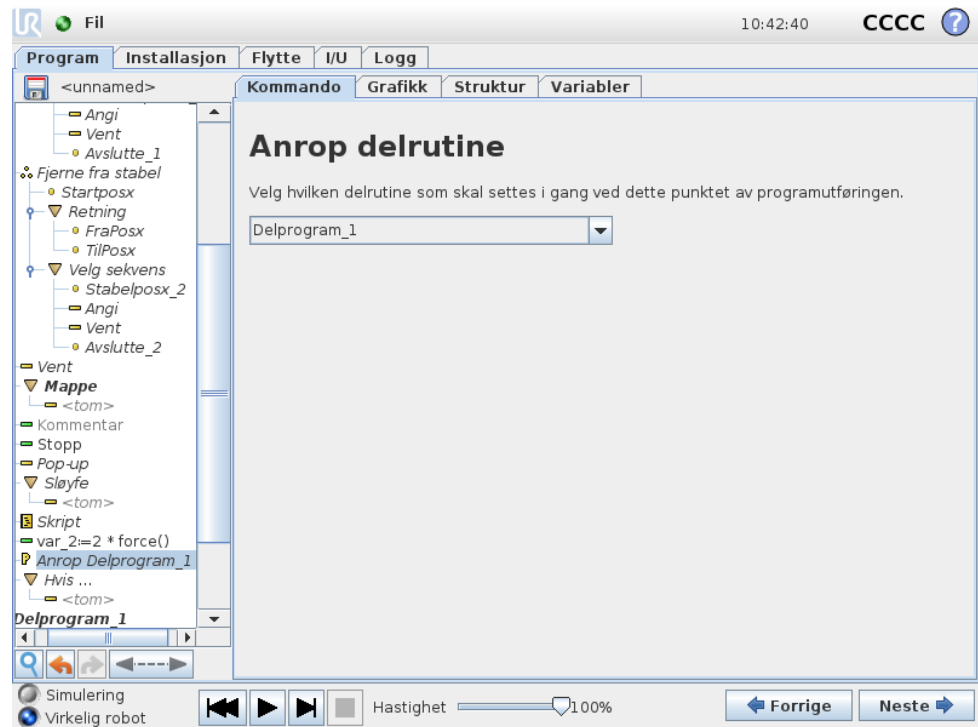 UR Fil 10:42:40 CCCC ?
Program Installasjon Flytte I/U Logg
<unnamed>
Kommando Grafikk Struktur Variabler
Angi
Vent
Avslutte_1
Fjerne fra stabel
Startposx
Retning
FraPosx
TilPosx
Velg sekvens
Stabelposx_2
Angi
Vent
Avslutte_2
Vent
Mappe
<tom>
Kommentar
Stopp
Pop-up
Sløyfe
<tom>
Skript
var_2:=2 * force()
P Anrop Delprogram_1
Hvis ...
<tom>
Delprogram_1
Anrop delrutine
Velg hvilken delrutine som skal settes i gang ved dette punktet av programutføringen.
Delprogram_1
Simulering
Virkelig robot
Hastighet 100%
Forrige Neste